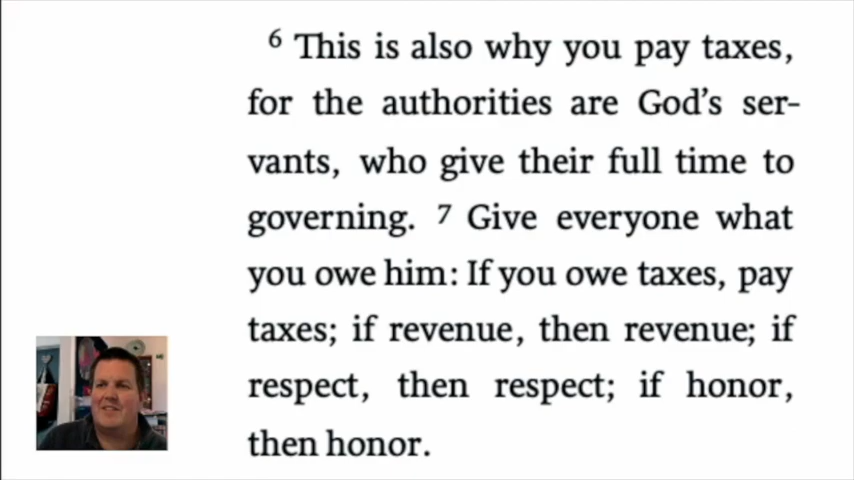 6 This is also why you pay taxes,
for the authorities are God’s ser-
vants, who give their full time to
governing. 7 Give everyone what
you owe him: If you owe taxes, pay
taxes; if revenue, then revenue; if
respect, then respect; if honor,
then honor.